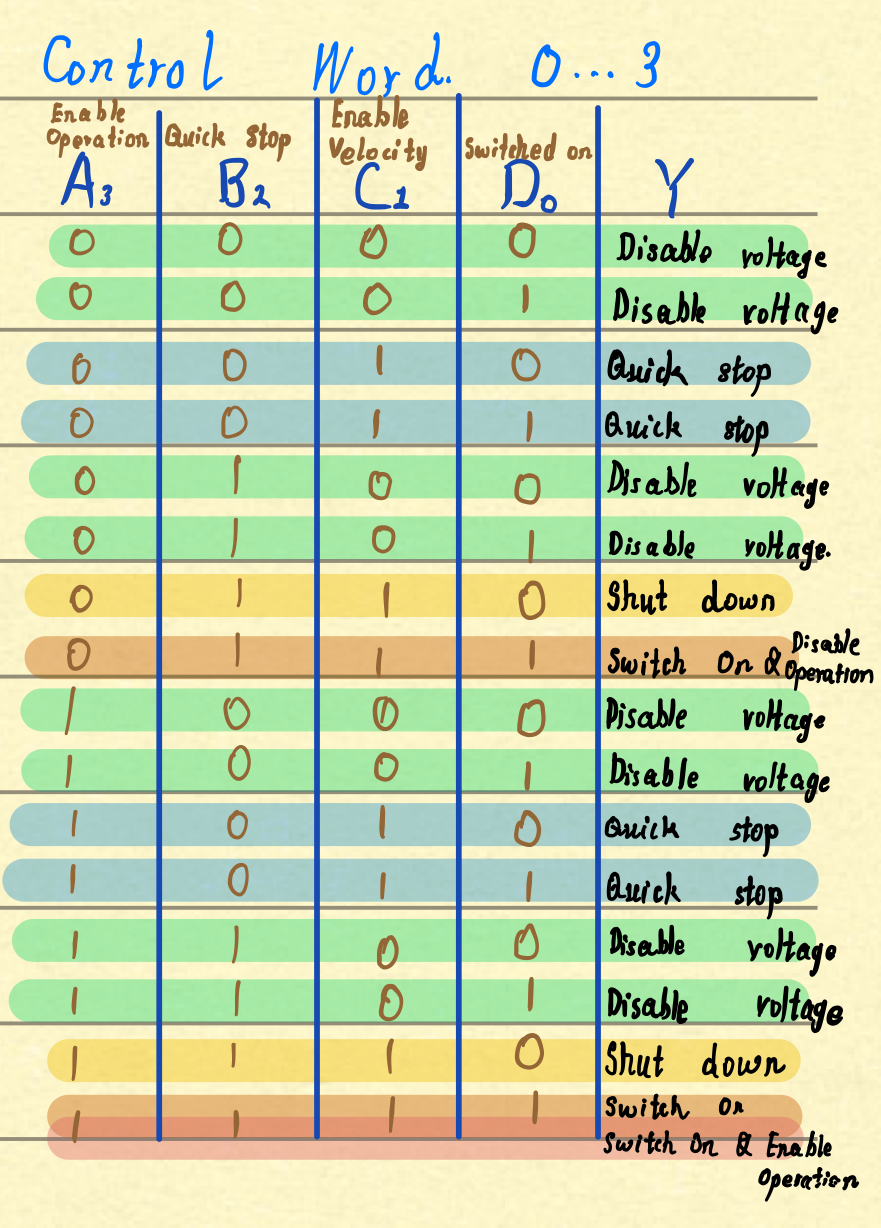 Control Word. 0...3
Enable Operation Quick Stop Enable Velocity Switched on
A3 B2 C1 D0 Y
0 0 0 0 Disable voltage
0 0 0 1 Disable voltage
0 0 1 0 Quick stop
0 0 1 1 Quick stop
0 1 0 0 Disable voltage
0 1 0 1 Disable voltage.
0 1 1 0 Shut down
0 1 1 1 Switch On & Disable Operation
1 0 0 0 Disable voltage
1 0 0 1 Disable voltage
1 0 1 0 Quick stop
1 0 1 1 Quick stop
1 1 0 0 Disable voltage
1 1 0 1 Disable voltage
1 1 1 0 Shut down
1 1 1 1 Switch On
Switch On & Enable
Operation